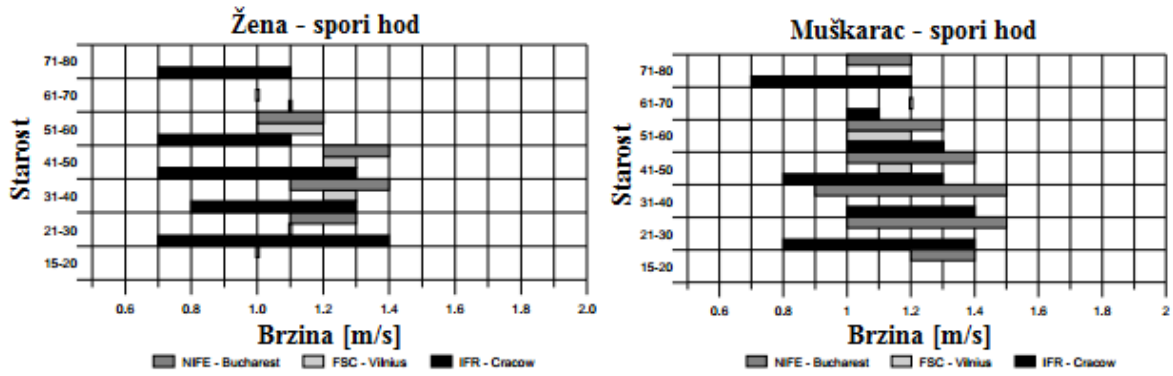 Žena - spori hod
Starost
71-80
61-70
51-60
41-50
31-40
21-30
15-20
0.6 0.8 1.0 1.2 1.4 1.6 1.8 2.0
Brzina [m/s]
NIFE - Bucharest FSC - Vilnius IFR - Cracow
Muškarac - spori hod
Starost
71-80
61-70
51-60
41-50
31-40
21-30
15-20
0.6 0.8 1 1.2 1.4 1.6 1.8 2
Brzina [m/s]
NIFE - Bucharest FSC - Vilnius IFR - Cracow